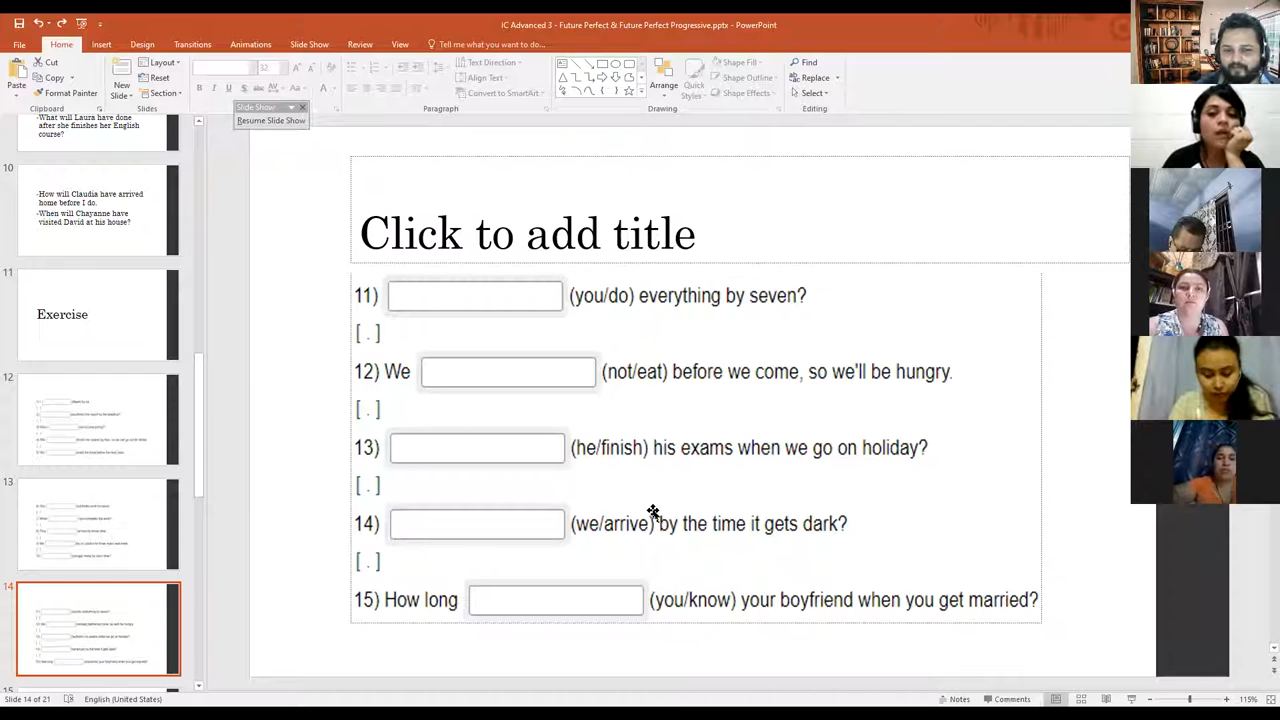 IC Advanced 3 - Future Perfect & Future Perfect Progressive.pptx - PowerPoint
File Home Insert Design Transitions Animations Slide Show Review View Tell me what you want to do...
Cut
Copy
Format Painter
Paste
Clipboard
New
Slide
Layout
Reset
Section
Slides
32
Paragraph
Text Direction
Align Text
Convert to SmartArt
Arrange
Quick
Styles
Shape Fill
Shape Outline
Shape Effects
Drawing
Find
Replace
Select
Editing
Slide Show
Resume Slide Show
-What will Laura have done
after she finishes her English
course?
10
-How will Claudia have arrived
home before I do.
-When will Chayanne have
visited David at his house?
11
Exercise
12
13
14
15
Click to add title
11) (you/do) everything by seven?
[ . ]
12) We (not/eat) before we come, so we'll be hungry.
[ . ]
13) (he/finish) his exams when we go on holiday?
[ . ]
14) (we/arrive) by the time it gets dark?
[ . ]
15) How long (you/know) your boyfriend when you get married?
Slide 14 of 21 English (United States) Notes Comments 115%